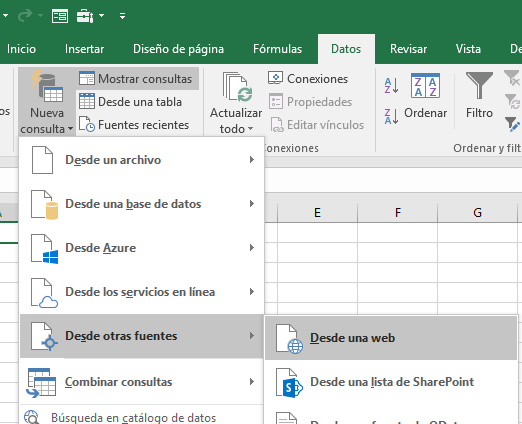 Inicio Insertar Diseño de página Fórmulas Datos Revisar Vista De
Nueva consulta
Mostrar consultas
Desde una tabla
Fuentes recientes
Actualizar todo
Conexiones
Propiedades
Editar vínculos
Ordenar
Filtro
os
onexiones
Ordenar y filt
Desde un archivo
Desde una base de datos
Desde Azure
Desde los servicios en línea
Desde otras fuentes
Combinar consultas
Búsqueda en catálogo de datos
E F G
Desde una web
Desde una lista de SharePoint